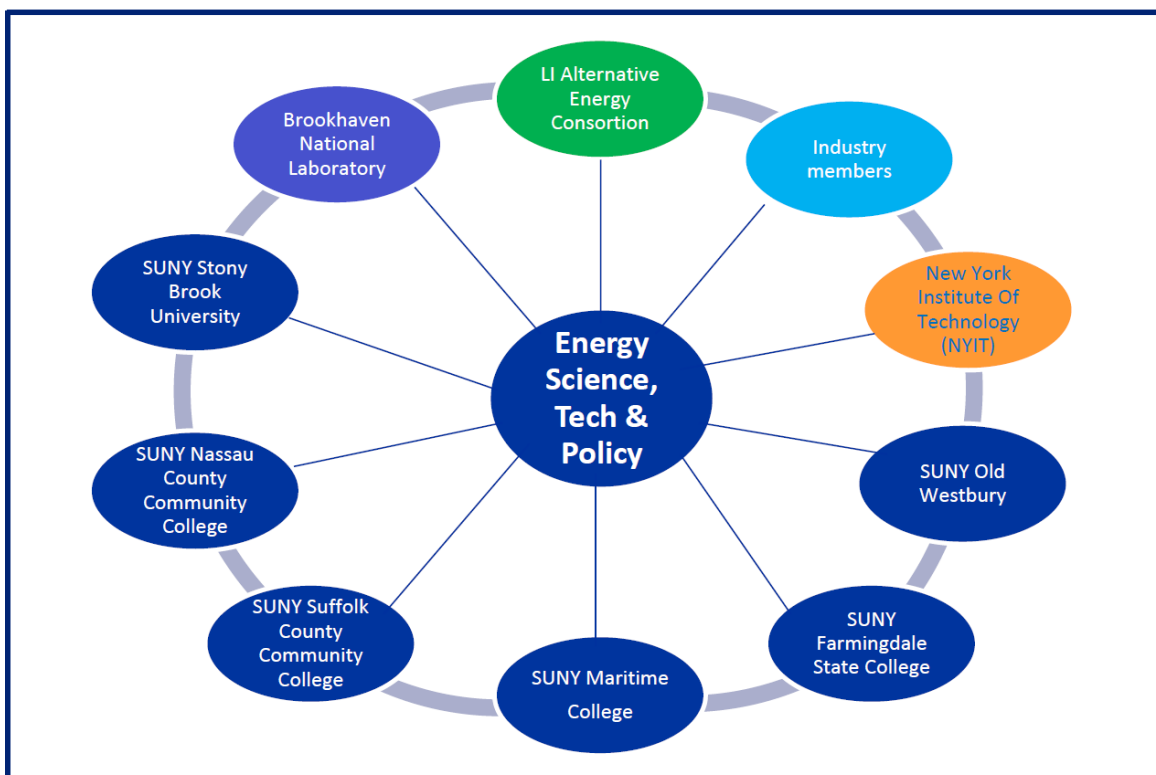 LI Alternative
Energy
Consortion
Brookhaven
National
Laboratory
Industry
members
SUNY Stony
Brook
University
New York
Institute Of
Technology
(NYIT)
Energy
Science,
Tech &
Policy
SUNY Nassau
County
Community
College
SUNY Old
Westbury
SUNY Suffolk
County
Community
College
SUNY
Farmingdale
State College
SUNY Maritime
College